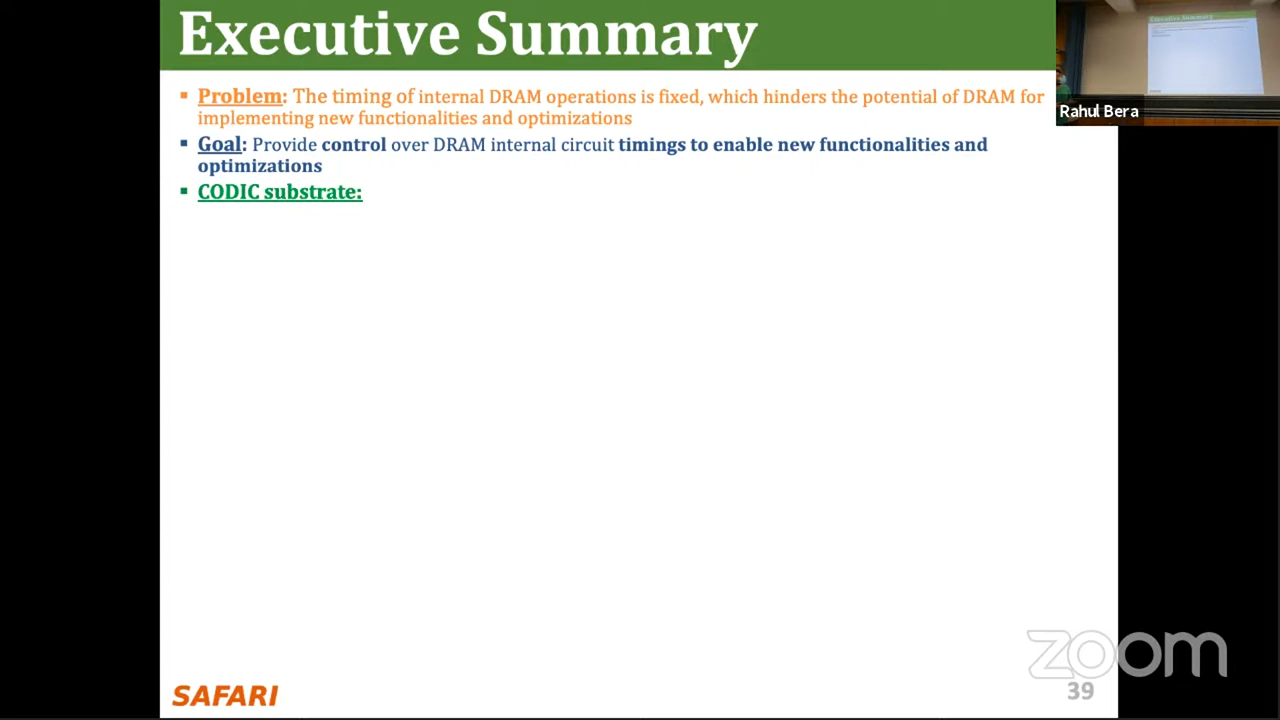 Executive Summary
▪ Problem: The timing of internal DRAM operations is fixed, which hinders the potential of DRAM for
implementing new functionalities and optimizations
▪ Goal: Provide control over DRAM internal circuit timings to enable new functionalities and
optimizations
▪ CODIC substrate:
Executive Summary
Rahul Bera
zoom
SAFARI
39